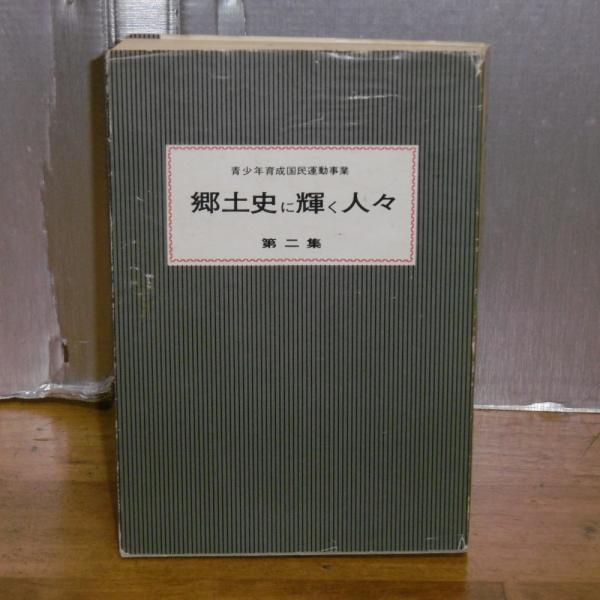 青少年育成国民運動事業
郷土史に輝く人々
第二集